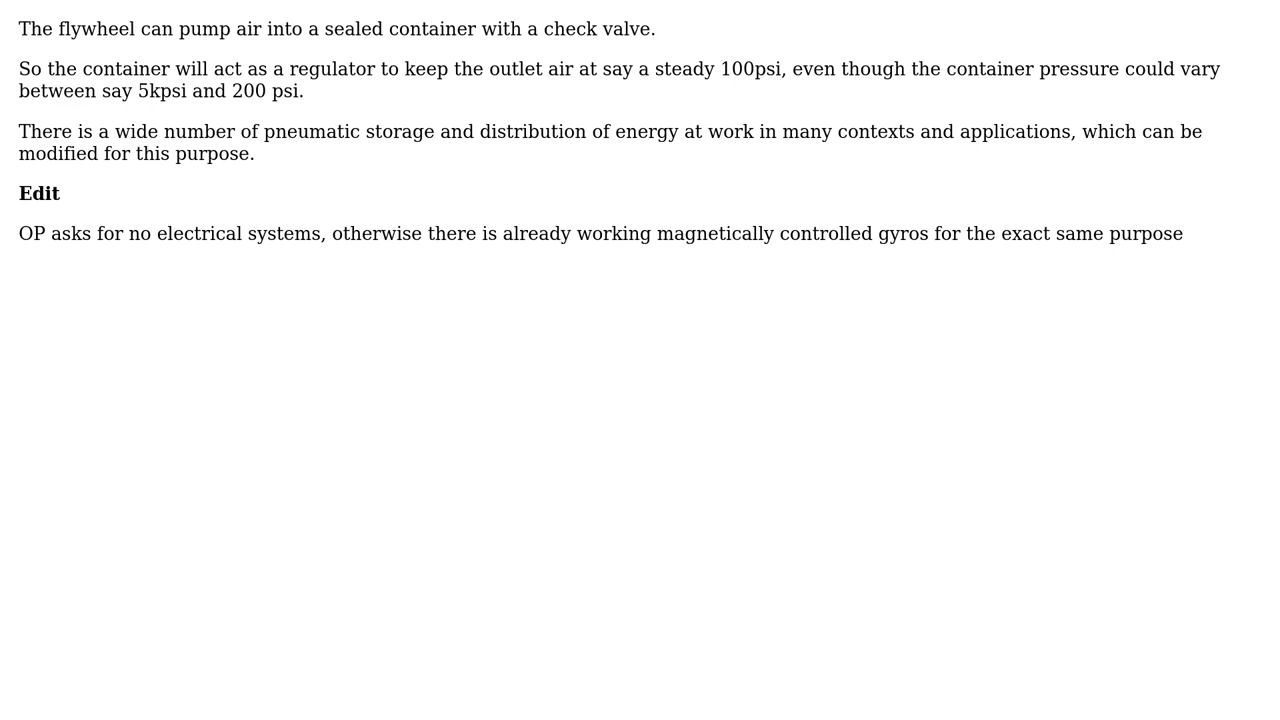 The flywheel can pump air into a sealed container with a check valve.
So the container will act as a regulator to keep the outlet air at say a steady 100psi, even though the container pressure could vary
between say 5kpsi and 200 psi.
There is a wide number of pneumatic storage and distribution of energy at work in many contexts and applications, which can be
modified for this purpose.
Edit
OP asks for no electrical systems, otherwise there is already working magnetically controlled gyros for the exact same purpose